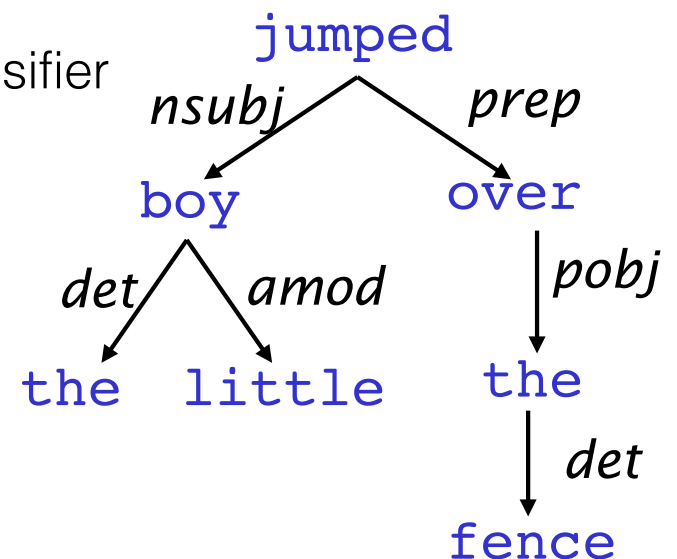 jumped
sifier
nsubj prep
boy over
det amod pobj
the little the
det
fence